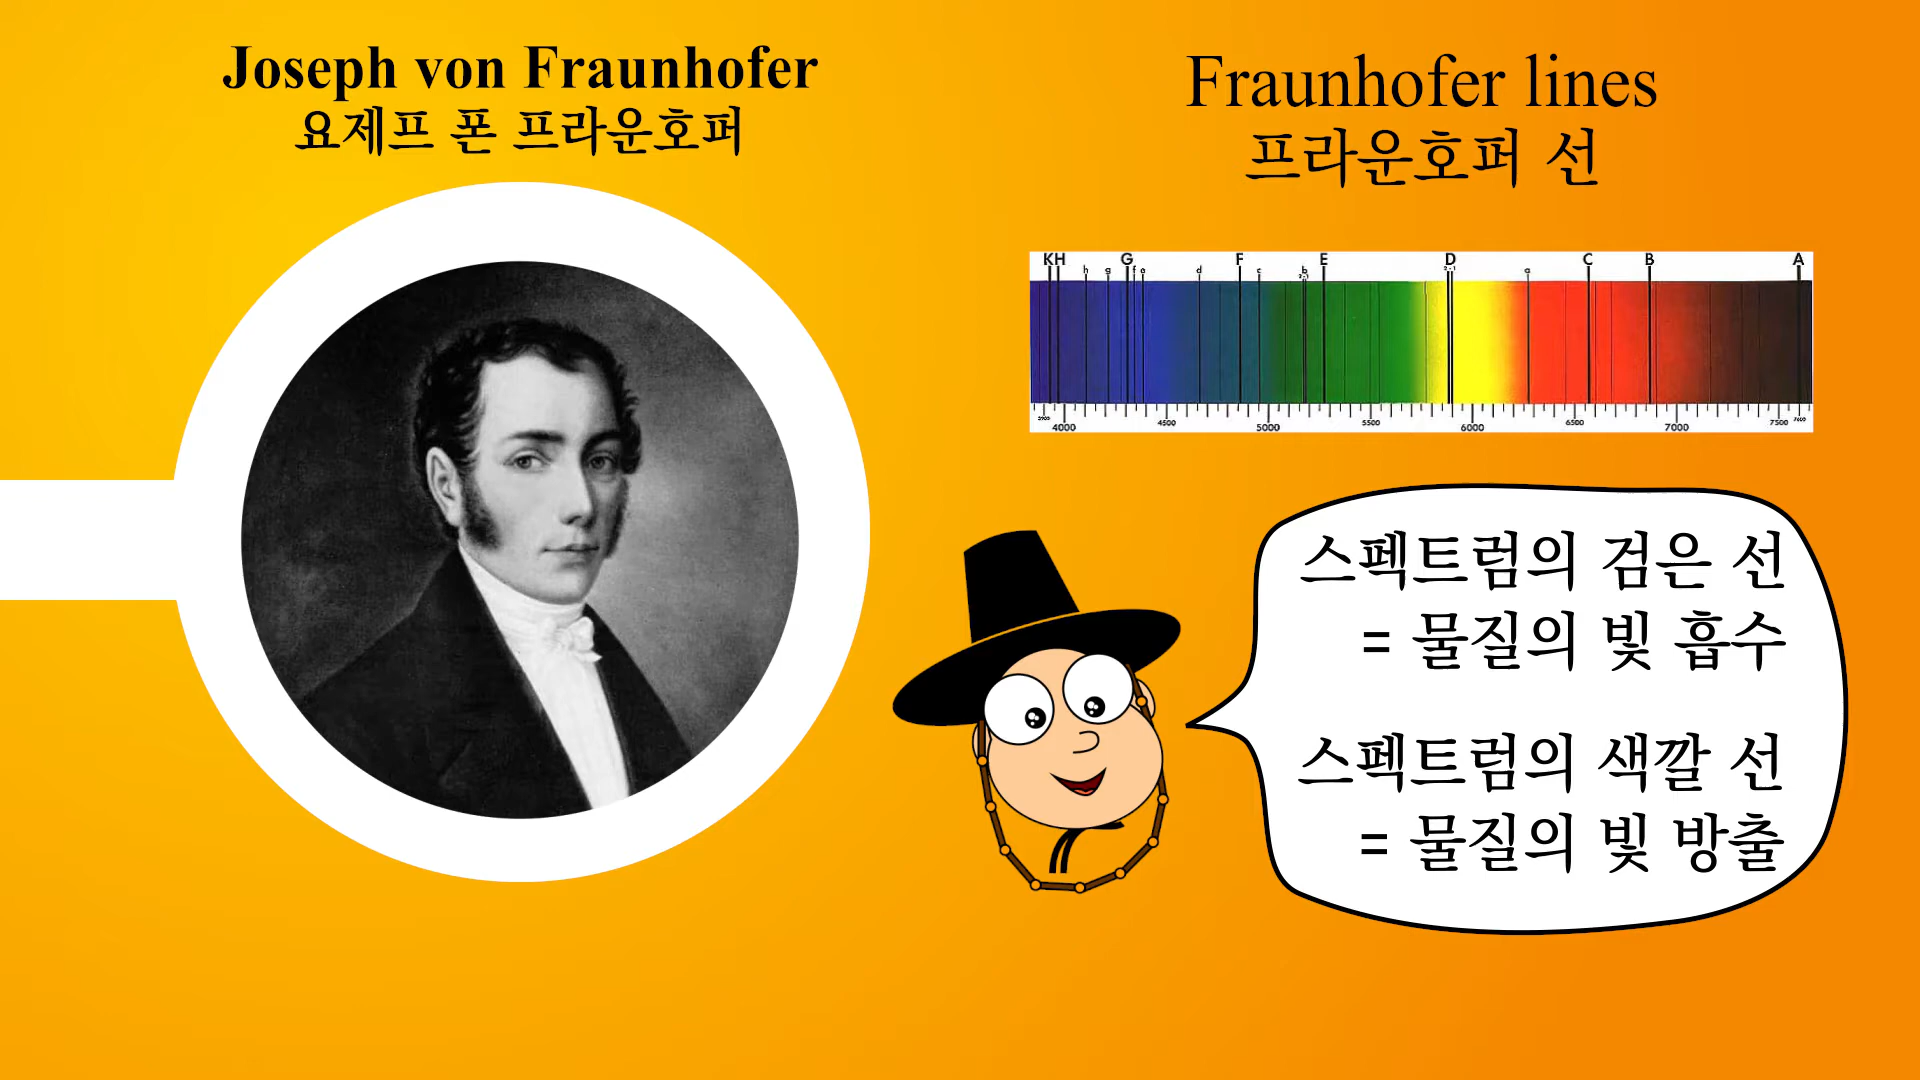 Joseph von Fraunhofer
요제프 폰 프라운호퍼
Fraunhofer lines
프라운호퍼 선
KH G F E D C B A
h g f e d c b a
4000 4500 5000 5500 6000 6500 7000 7500
스펙트럼의 검은 선
= 물질의 빛 흡수
스펙트럼의 색깔 선
= 물질의 빛 방출